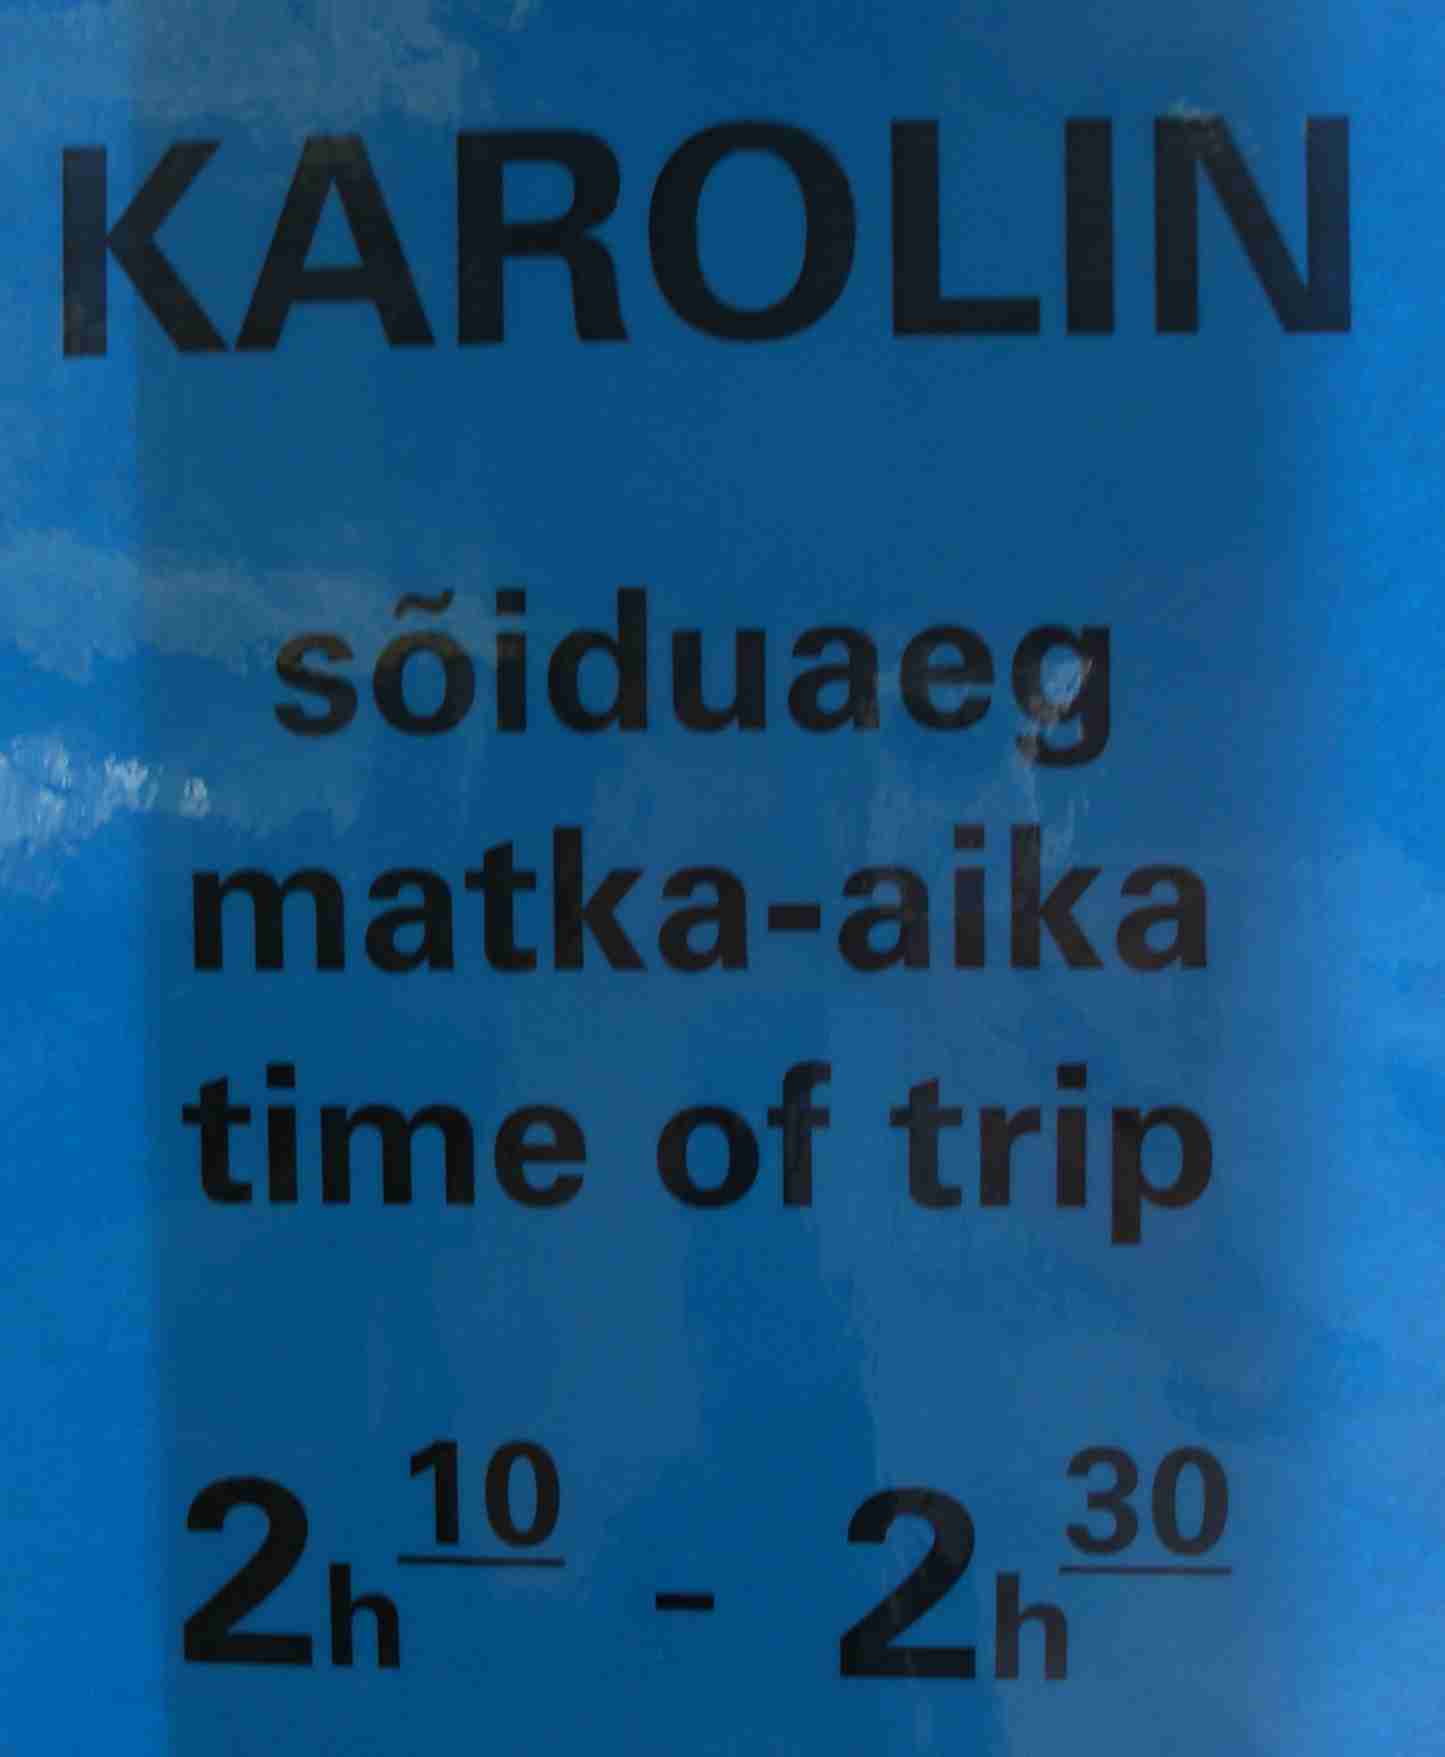 KAROLIN
sõiduaeg
matka-aika
time of trip
2h10 - 2h30